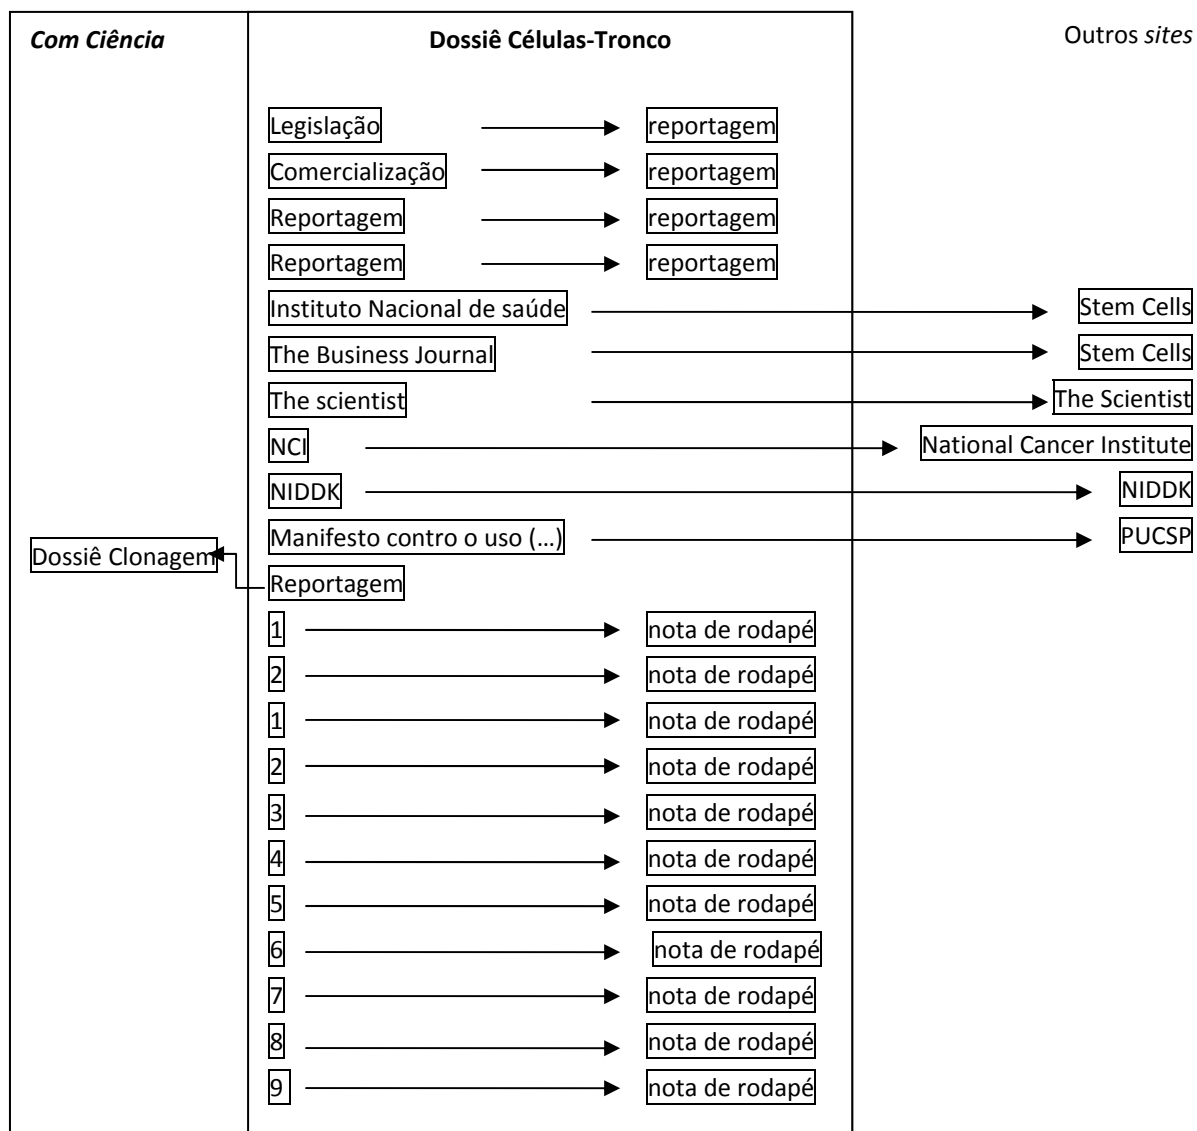 Com Ciência Dossiê Células-Tronco Outros sites
Legislação reportagem
Comercialização reportagem
Reportagem reportagem
Reportagem reportagem
Instituto Nacional de saúde Stem Cells
The Business Journal Stem Cells
The scientist The Scientist
NCI National Cancer Institute
NIDDK NIDDK
Manifesto contro o uso (...) PUCSP
Dossiê Clonagem
Reportagem
1 nota de rodapé
2 nota de rodapé
1 nota de rodapé
2 nota de rodapé
3 nota de rodapé
4 nota de rodapé
5 nota de rodapé
6 nota de rodapé
7 nota de rodapé
8 nota de rodapé
9 nota de rodapé